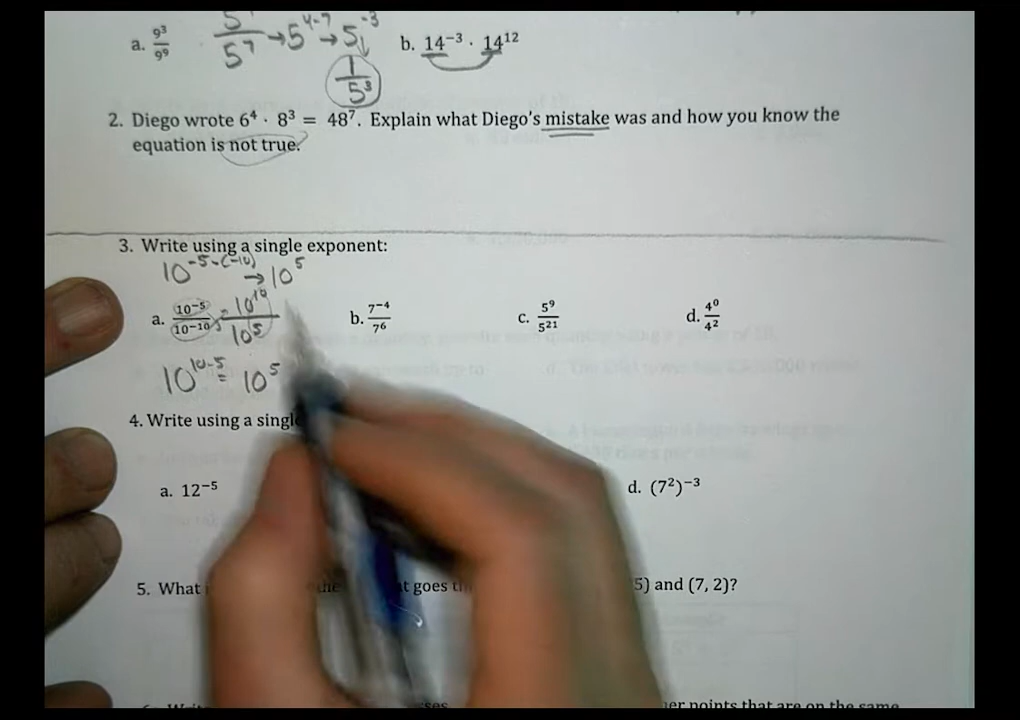 a. 9³/9⁹ 5⁷ → 5⁴⁻⁷ → 5⁻³ b. 14⁻³ · 14¹²
1/5³
2. Diego wrote 6⁴ · 8³ = 48⁷. Explain what Diego's mistake was and how you know the
equation is not true.
3. Write using a single exponent:
10⁻⁵⁻⁽⁻¹⁰⁾ → 10⁵
a. 10⁻⁵/10⁻¹⁰ = 10¹⁰/10⁵ b. 7⁻⁴/7⁶ c. 5⁹/5²¹ d. 4⁰/4²
10¹⁰⁻⁵ = 10⁵
4. Write using a single
a. 12⁻⁵ d. (7²)⁻³
5. What goes 5) and (7, 2)?
points that are on the same